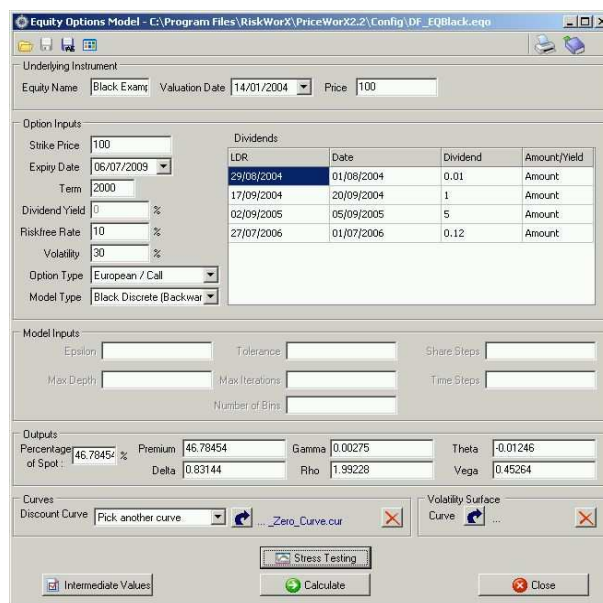 Equity Options Model - C:\Program Files\RiskWorX\PriceWorX2.2\Config\DF_EQBlack.eqo
Underlying Instrument
Equity Name Black Examp Valuation Date 14/01/2004 Price 100
Option Inputs
Strike Price 100
Expiry Date 06/07/2009
Term 2000
Dividend Yield 0 %
Riskfree Rate 10 %
Volatility 30 %
Option Type European / Call
Model Type Black Discrete (Backwar
Dividends
LDR Date Dividend Amount/Yield
29/08/2004 01/08/2004 0.01 Amount
17/09/2004 20/09/2004 1 Amount
02/09/2005 05/09/2005 5 Amount
27/07/2006 01/07/2006 0.12 Amount
Model Inputs
Epsilon Tolerance Share Steps
Max Depth Max Iterations Time Steps
Number of Bins
Outputs
Percentage of Spot : 46.78454 %
Premium 46.78454 Gamma 0.00275 Theta -0.01246
Delta 0.83144 Rho 1.99228 Vega 0.45264
Curves
Discount Curve Pick another curve ... _Zero_Curve.cur
Volatility Surface
Curve ...
Stress Testing
Intermediate Values Calculate Close